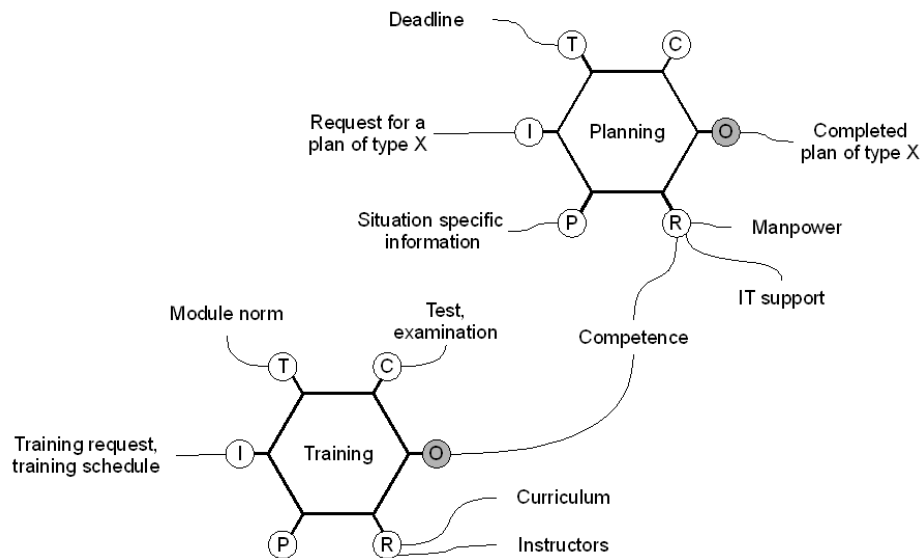 Deadline
T
C
Request for a
plan of type X
I
Planning
O
Completed
plan of type X
Situation specific
information
P
R
Manpower
IT support
Competence
Module norm
T
Test,
examination
C
Training request,
training schedule
I
Training
O
P
R
Curriculum
Instructors